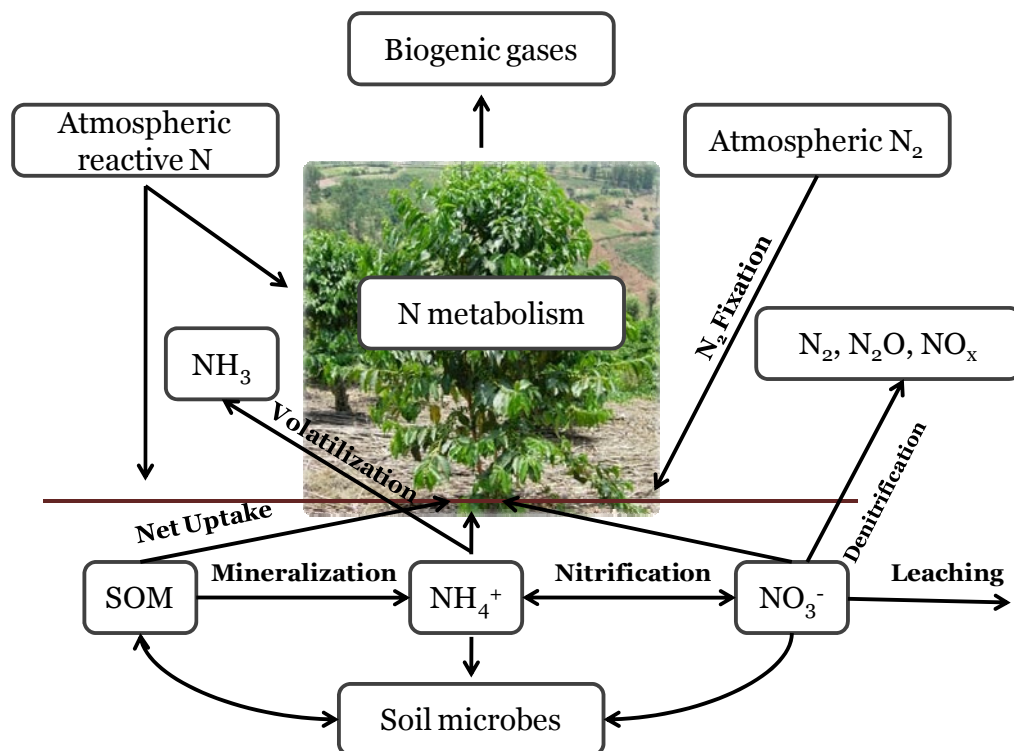 Biogenic gases
Atmospheric
reactive N
Atmospheric N₂
N₂ Fixation
N metabolism
N₂, N₂O, NOₓ
NH₃
Volatilization
Denitrification
Net Uptake
Mineralization
Nitrification
Leaching
SOM
NH₄⁺
NO₃⁻
Soil microbes